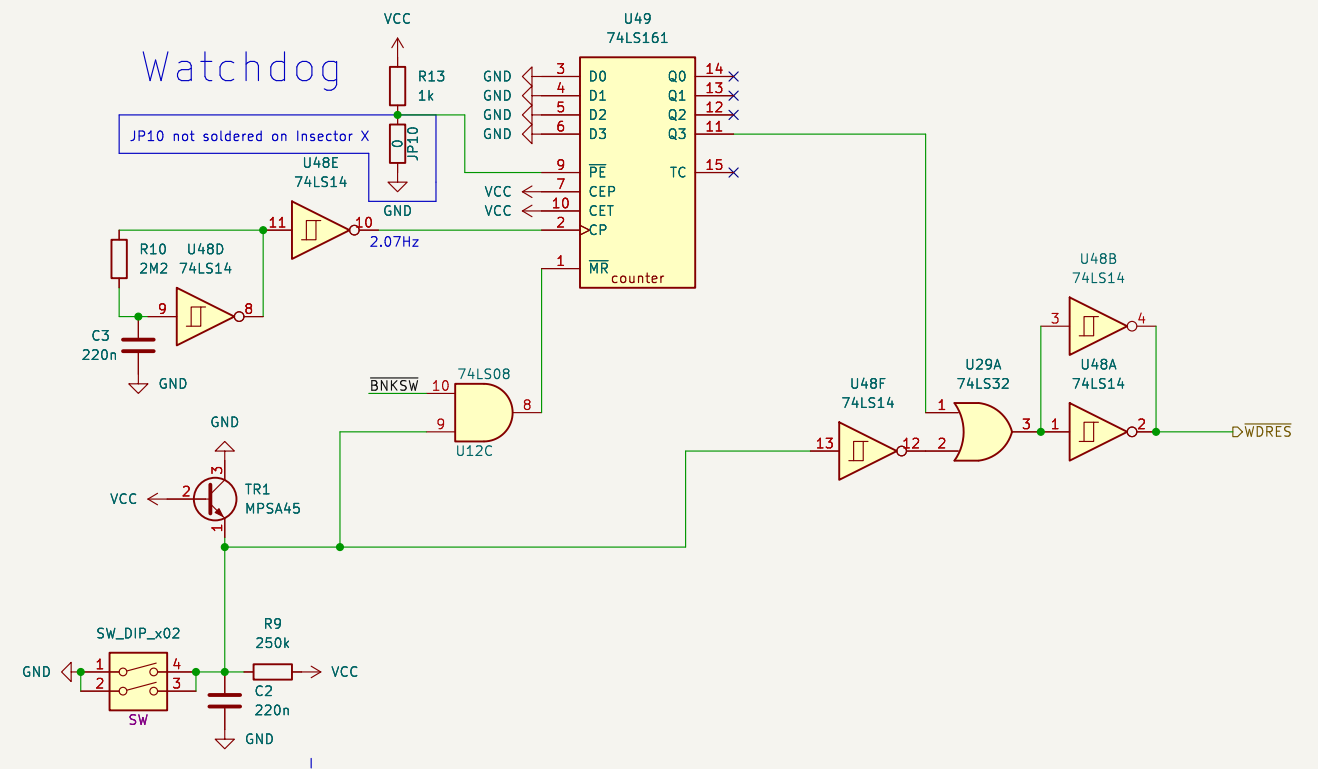 VCC
U49
74LS161
Watchdog
R13
1k
GND 3 D0 Q0 14
GND 4 D1 Q1 13
GND 5 D2 Q2 12
GND 6 D3 Q3 11
JP10 not soldered on Insector X
0
JP10
U48E
74LS14
9 PE TC 15
VCC 7 CEP
VCC 10 CET
GND
11 10
2 CP
2.07Hz
R10
2M2
U48D
74LS14
1 MR
counter
9 8
C3
220n
GND
U48B
74LS14
3 4
BNKSW 10
74LS08
8
9
U12C
U29A
74LS32
U48A
74LS14
U48F
74LS14
1
3
1 2
WDRES
13 12
2
GND
3
VCC 2
TR1
MPSA45
1
SW_DIP_x02
R9
250k
GND 1 4
VCC
2 3
SW
C2
220n
GND